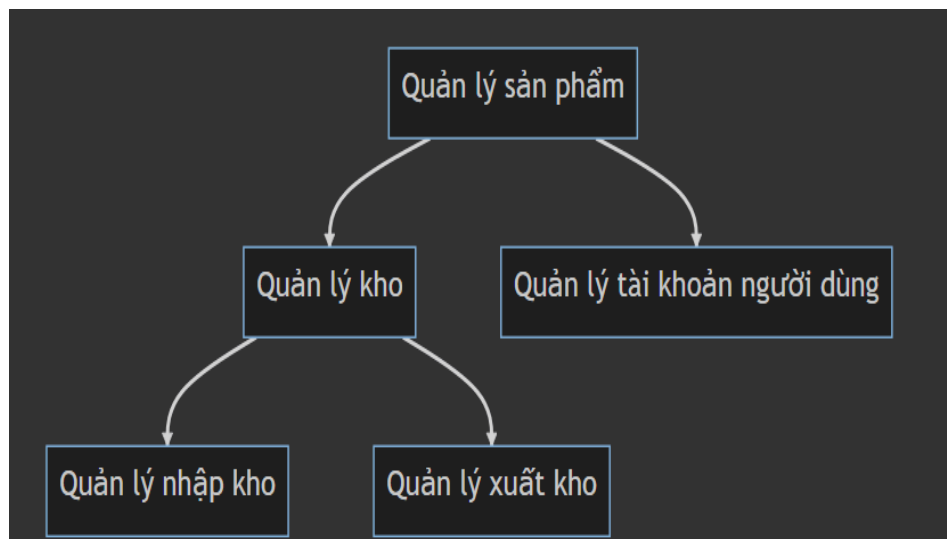 Quản lý sản phẩm
Quản lý kho
Quản lý tài khoản người dùng
Quản lý nhập kho
Quản lý xuất kho